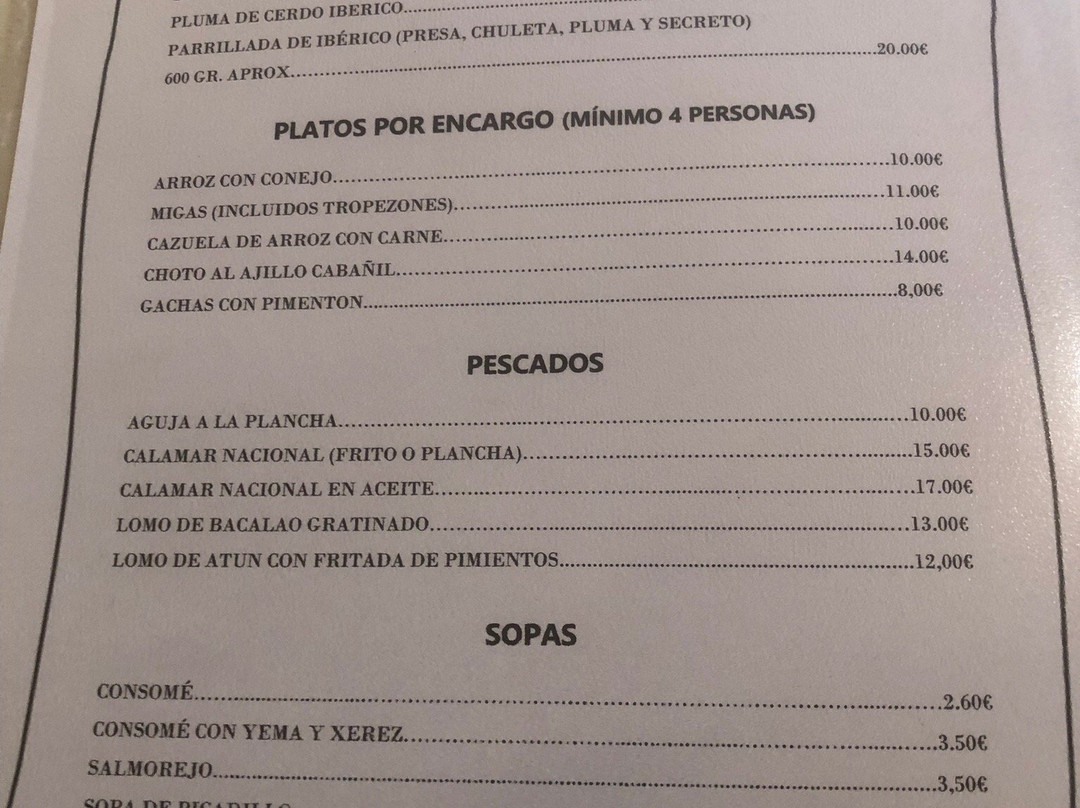 PLUMA DE CERDO IBERICO........................
PARRILLADA DE IBÉRICO (PRESA, CHULETA, PLUMA Y SECRETO)
600 GR. APROX........................20.00€
PLATOS POR ENCARGO (MÍNIMO 4 PERSONAS)
ARROZ CON CONEJO........................10.00€
MIGAS (INCLUIDOS TROPEZONES)........................11.00€
CAZUELA DE ARROZ CON CARNE........................10.00€
CHOTO AL AJILLO CABAÑIL........................14.00€
GACHAS CON PIMENTON........................8,00€
PESCADOS
AGUJA A LA PLANCHA........................10.00€
CALAMAR NACIONAL (FRITO O PLANCHA)........................15.00€
CALAMAR NACIONAL EN ACEITE........................17.00€
LOMO DE BACALAO GRATINADO........................13.00€
LOMO DE ATUN CON FRITADA DE PIMIENTOS........................12,00€
SOPAS
CONSOMÉ........................2.60€
CONSOMÉ CON YEMA Y XEREZ........................3.50€
SALMOREJO........................3,50€
SOPA DE PICADILLO